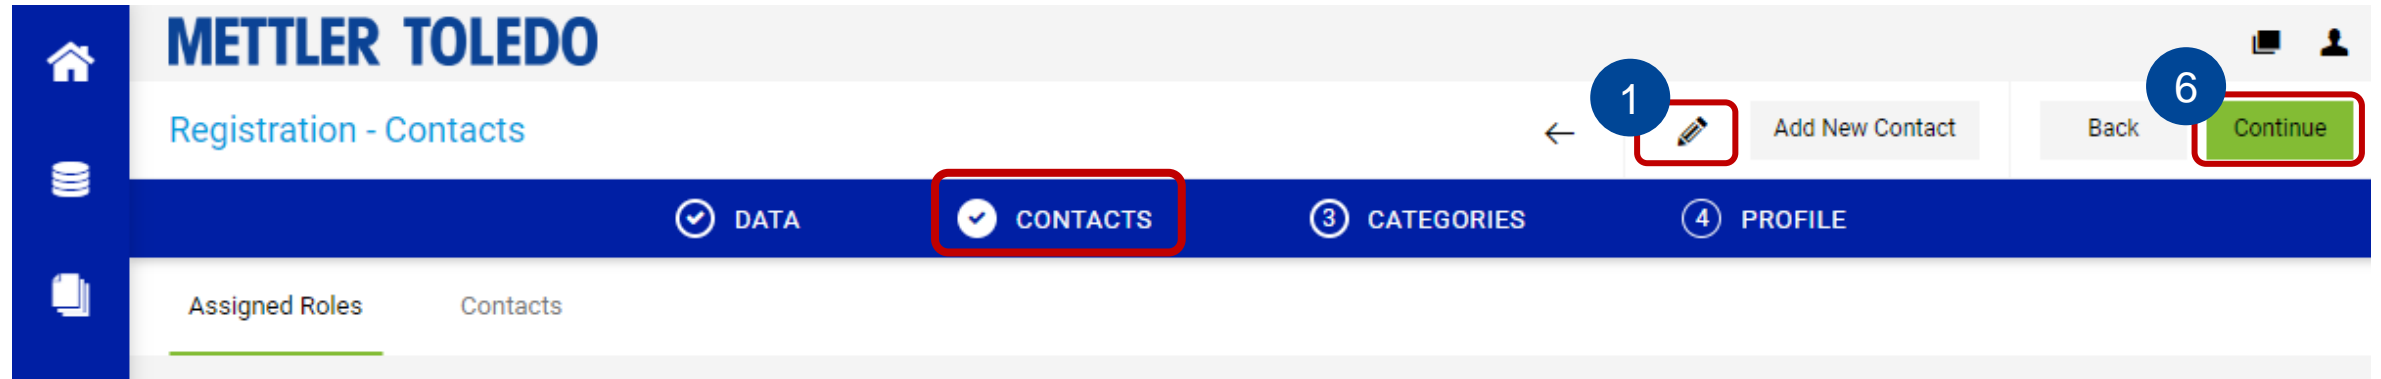 METTLER TOLEDO
Registration - Contacts
1
Add New Contact
Back
6
Continue
DATA
CONTACTS
3 CATEGORIES
4 PROFILE
Assigned Roles
Contacts